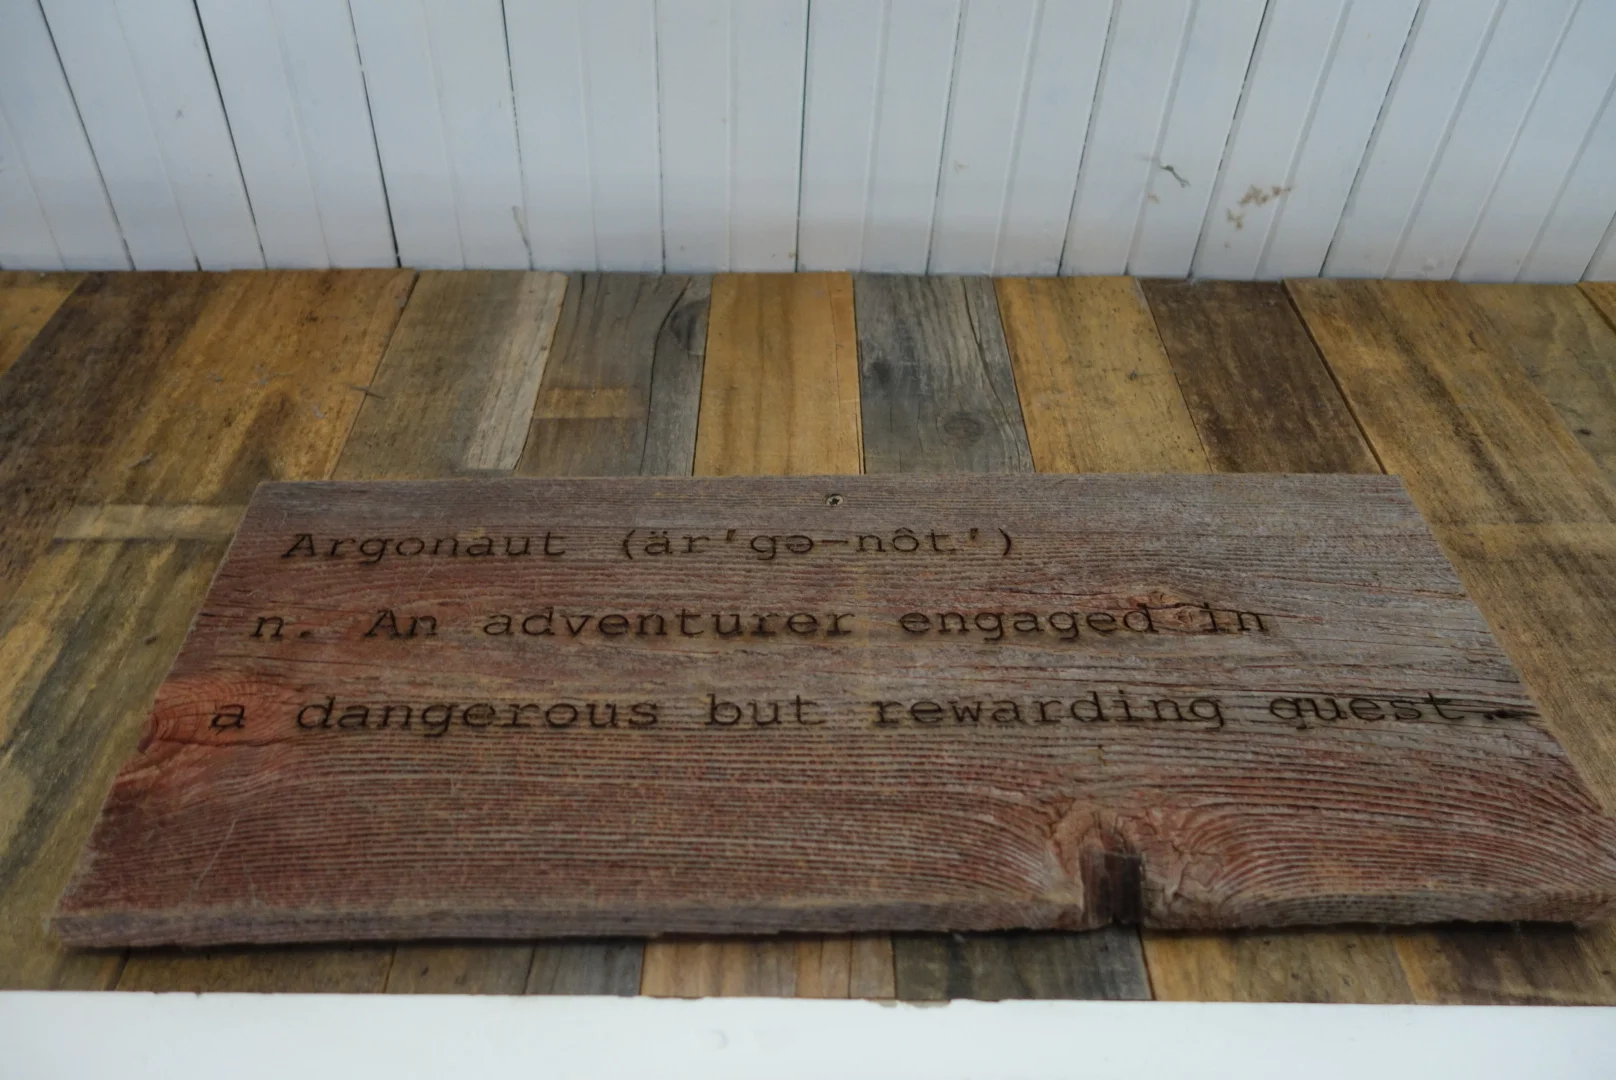 Argonaut (är'gə-nôt')
n. An adventurer engaged in
a dangerous but rewarding quest.